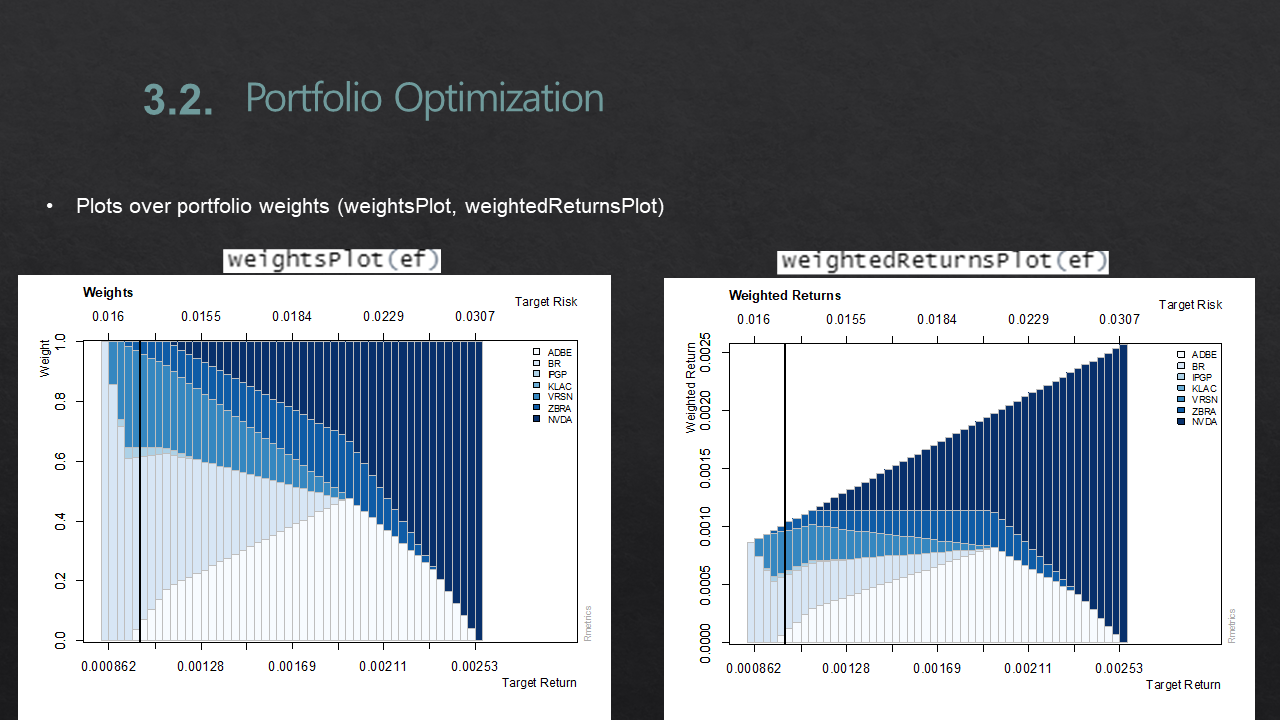 3.2. Portfolio Optimization
• Plots over portfolio weights (weightsPlot, weightedReturnsPlot)
weightsPlot(ef)
Weights
Target Risk
0.016 0.0155 0.0184 0.0229 0.0307
Weight
0.0 0.2 0.4 0.6 0.8 1.0
ADBE
BR
IPGP
KLAC
VRSN
ZBRA
NVDA
Rmetrics
0.000862 0.00128 0.00169 0.00211 0.00253
Target Return
weightedReturnsPlot(ef)
Weighted Returns
Target Risk
0.016 0.0155 0.0184 0.0229 0.0307
Weighted Return
0.0000 0.0005 0.0010 0.0015 0.0020 0.0025
ADBE
BR
IPGP
KLAC
VRSN
ZBRA
NVDA
Rmetrics
0.000862 0.00128 0.00169 0.00211 0.00253
Target Return